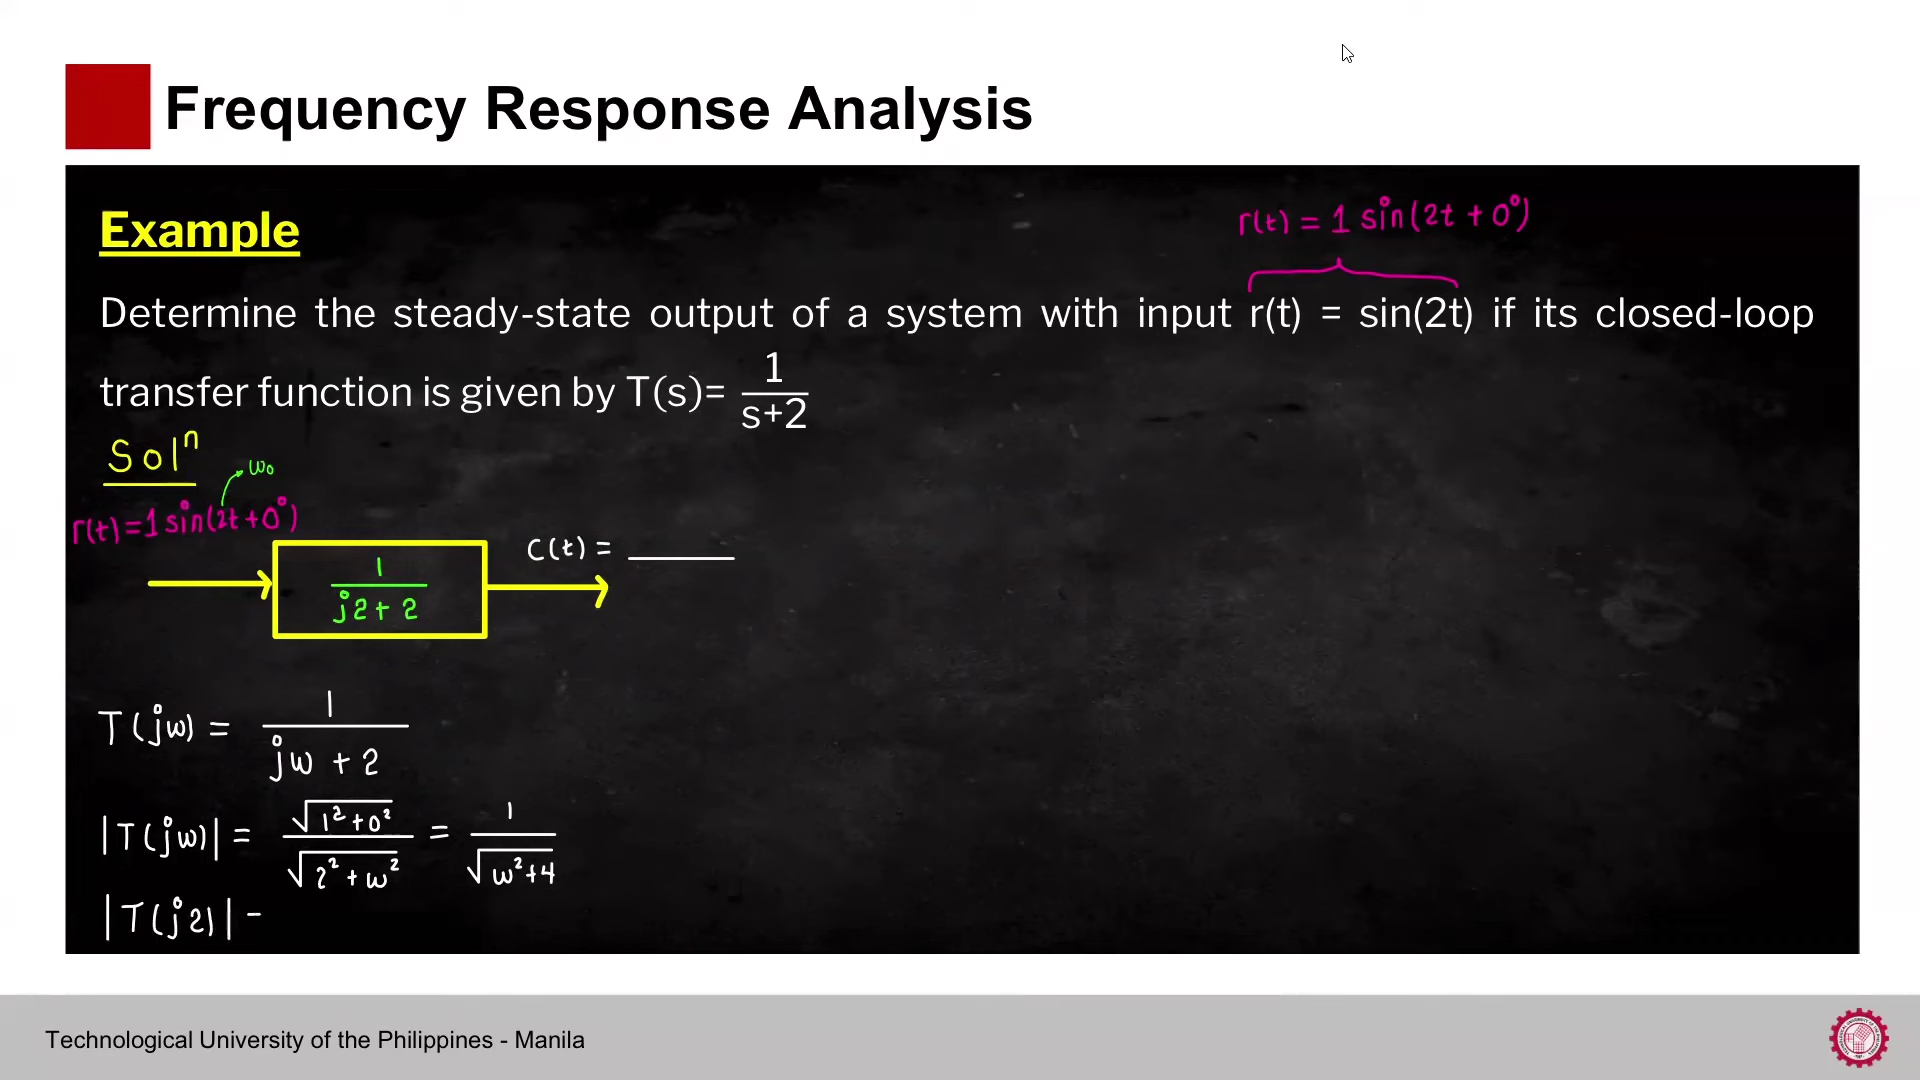 Frequency Response Analysis
Example
r(t) = 1 sin(2t + 0°)
Determine the steady-state output of a system with input r(t) = sin(2t) if its closed-loop
transfer function is given by T(s)= 1/(s+2)
Solⁿ
ω₀
r(t)=1 sin(2t+0°)
C(t) = ______
1/(j2+2)
T(jω) = 1/(jω + 2)
|T(jω)| = √(1²+0²)/√(2²+ω²) = 1/√(ω²+4)
|T(j2)| -
Technological University of the Philippines - Manila